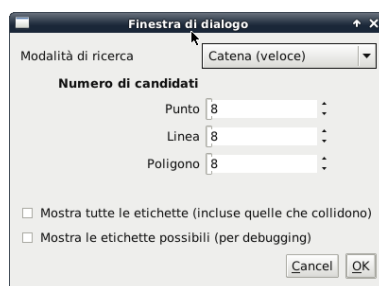 Finestra di dialogo
Modalità di ricerca Catena (veloce)
Numero di candidati
Punto 8
Linea 8
Poligono 8
Mostra tutte le etichette (incluse quelle che collidono)
Mostra le etichette possibili (per debugging)
Cancel OK